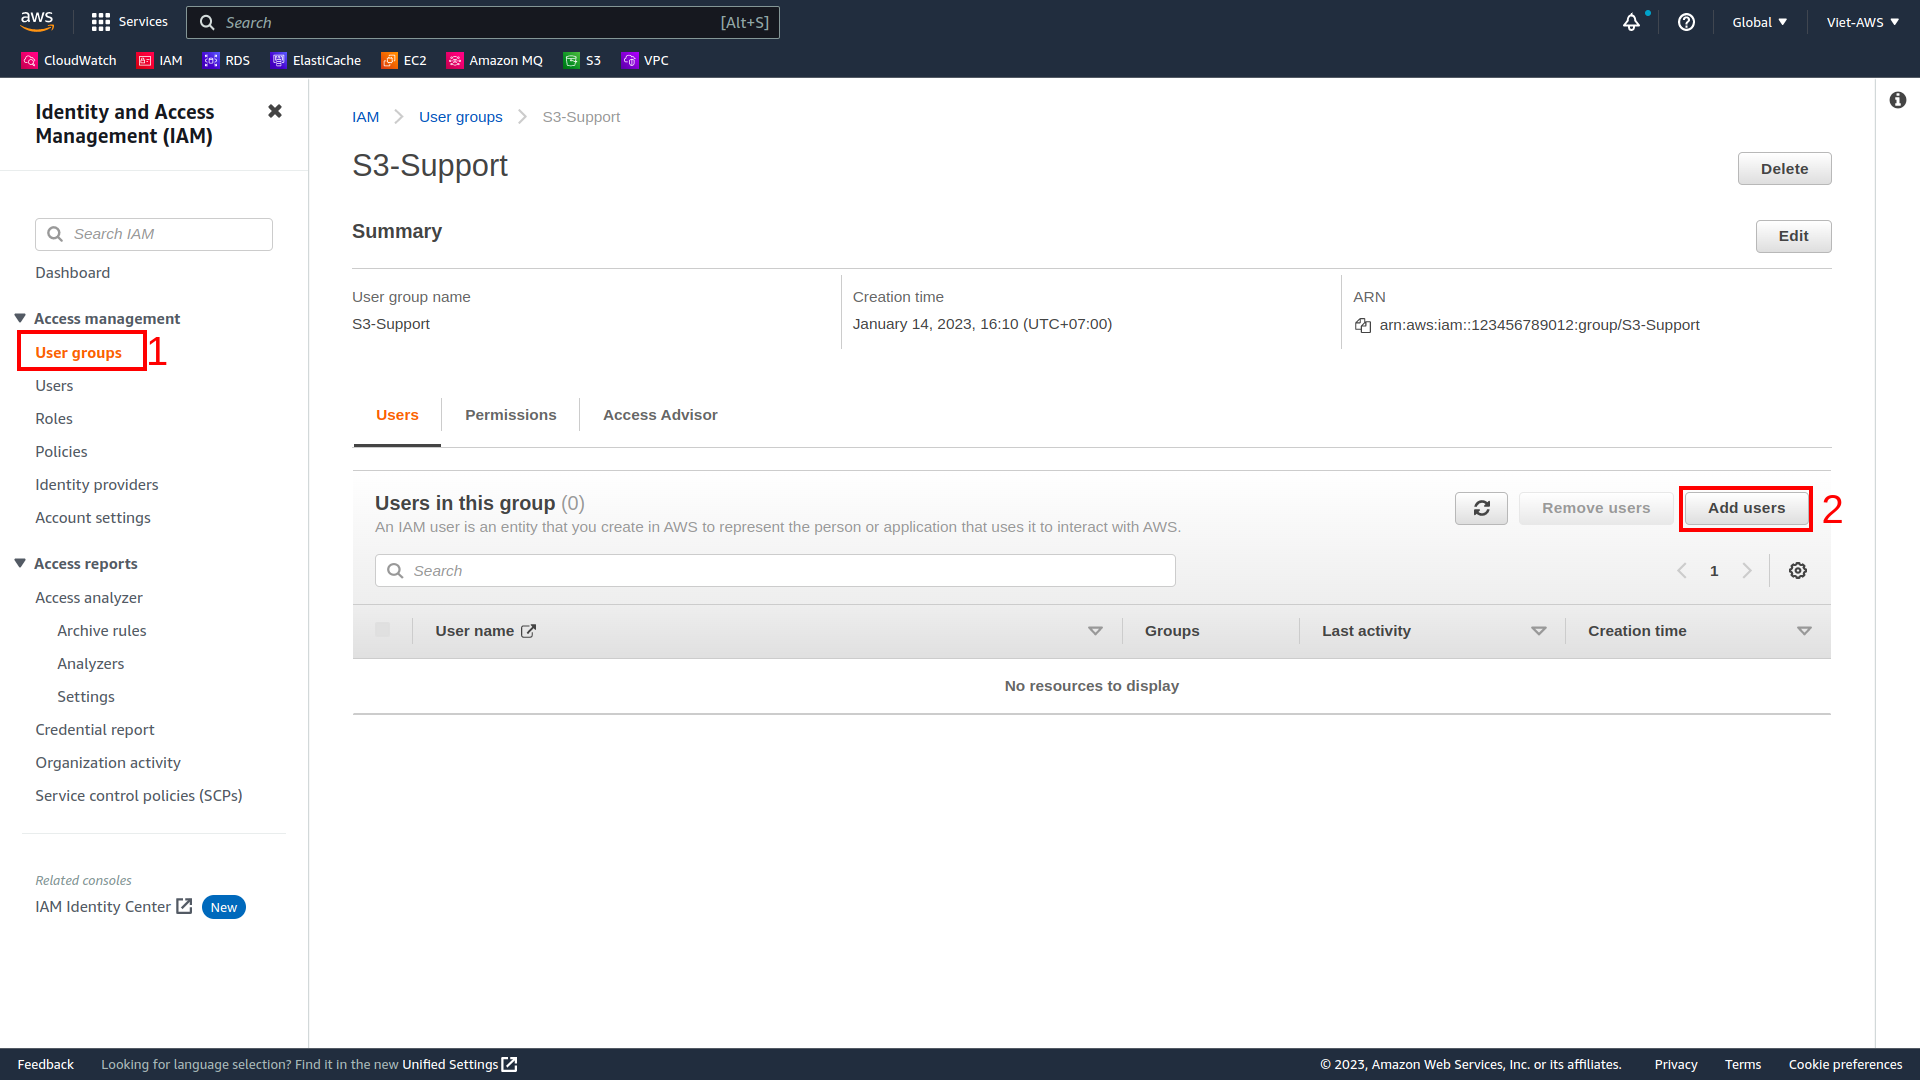 aws
Services
Search
[Alt+S]
Global
Viet-AWS
CloudWatch
IAM
RDS
ElastiCache
EC2
Amazon MQ
S3
VPC
Identity and Access
Management (IAM)
Search IAM
Dashboard
Access management
User groups
1
Users
Roles
Policies
Identity providers
Account settings
Access reports
Access analyzer
Archive rules
Analyzers
Settings
Credential report
Organization activity
Service control policies (SCPs)
Related consoles
IAM Identity Center
New
IAM
User groups
S3-Support
S3-Support
Delete
Summary
Edit
User group name
S3-Support
Creation time
January 14, 2023, 16:10 (UTC+07:00)
ARN
arn:aws:iam::123456789012:group/S3-Support
Users
Permissions
Access Advisor
Users in this group (0)
An IAM user is an entity that you create in AWS to represent the person or application that uses it to interact with AWS.
Remove users
Add users
2
Search
1
User name
Groups
Last activity
Creation time
No resources to display
Feedback
Looking for language selection? Find it in the new Unified Settings
© 2023, Amazon Web Services, Inc. or its affiliates.
Privacy
Terms
Cookie preferences